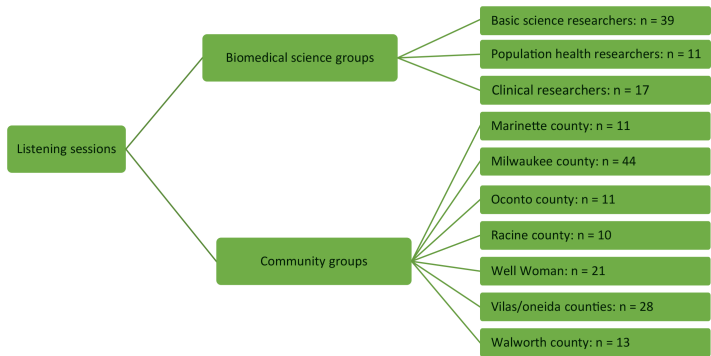 Listening sessions
Biomedical science groups
Basic science researchers: n = 39
Population health researchers: n = 11
Clinical researchers: n = 17
Community groups
Marinette county: n = 11
Milwaukee county: n = 44
Oconto county: n = 11
Racine county: n = 10
Well Woman: n = 21
Vilas/oneida counties: n = 28
Walworth county: n = 13